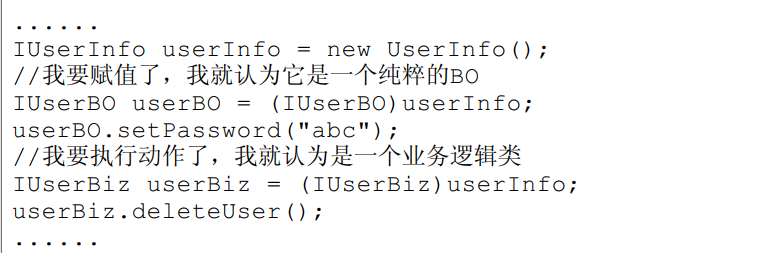 ......
IUserInfo userInfo = new UserInfo();
//我要赋值了，我就认为它是一个纯粹的BO
IUserBO userBO = (IUserBO)userInfo;
userBO.setPassword("abc");
//我要执行动作了，我就认为是一个业务逻辑类
IUserBiz userBiz = (IUserBiz)userInfo;
userBiz.deleteUser();
......